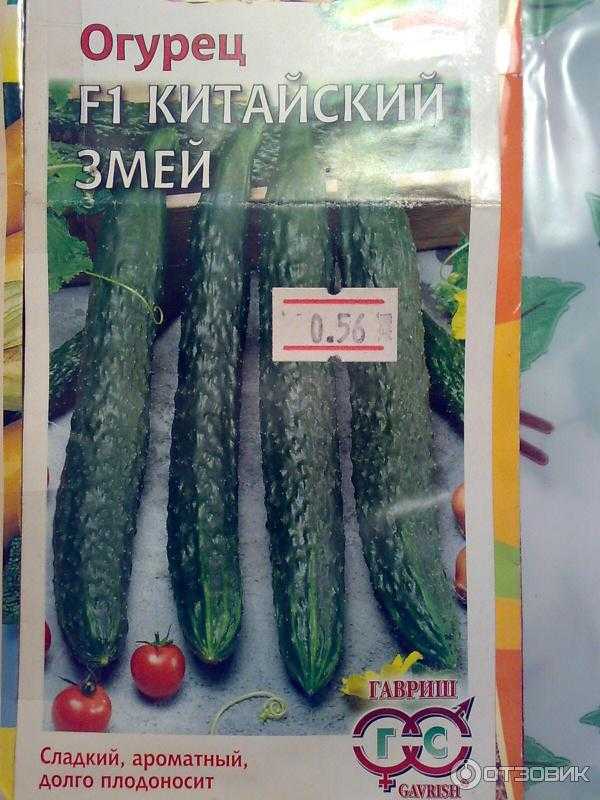 Огурец
F1 КИТАЙСКИЙ
ЗМЕЙ
0.56
ГАВРИШ
ГС
GAVRISH
Сладкий, ароматный,
долго плодоносит
ОТЗОВИК